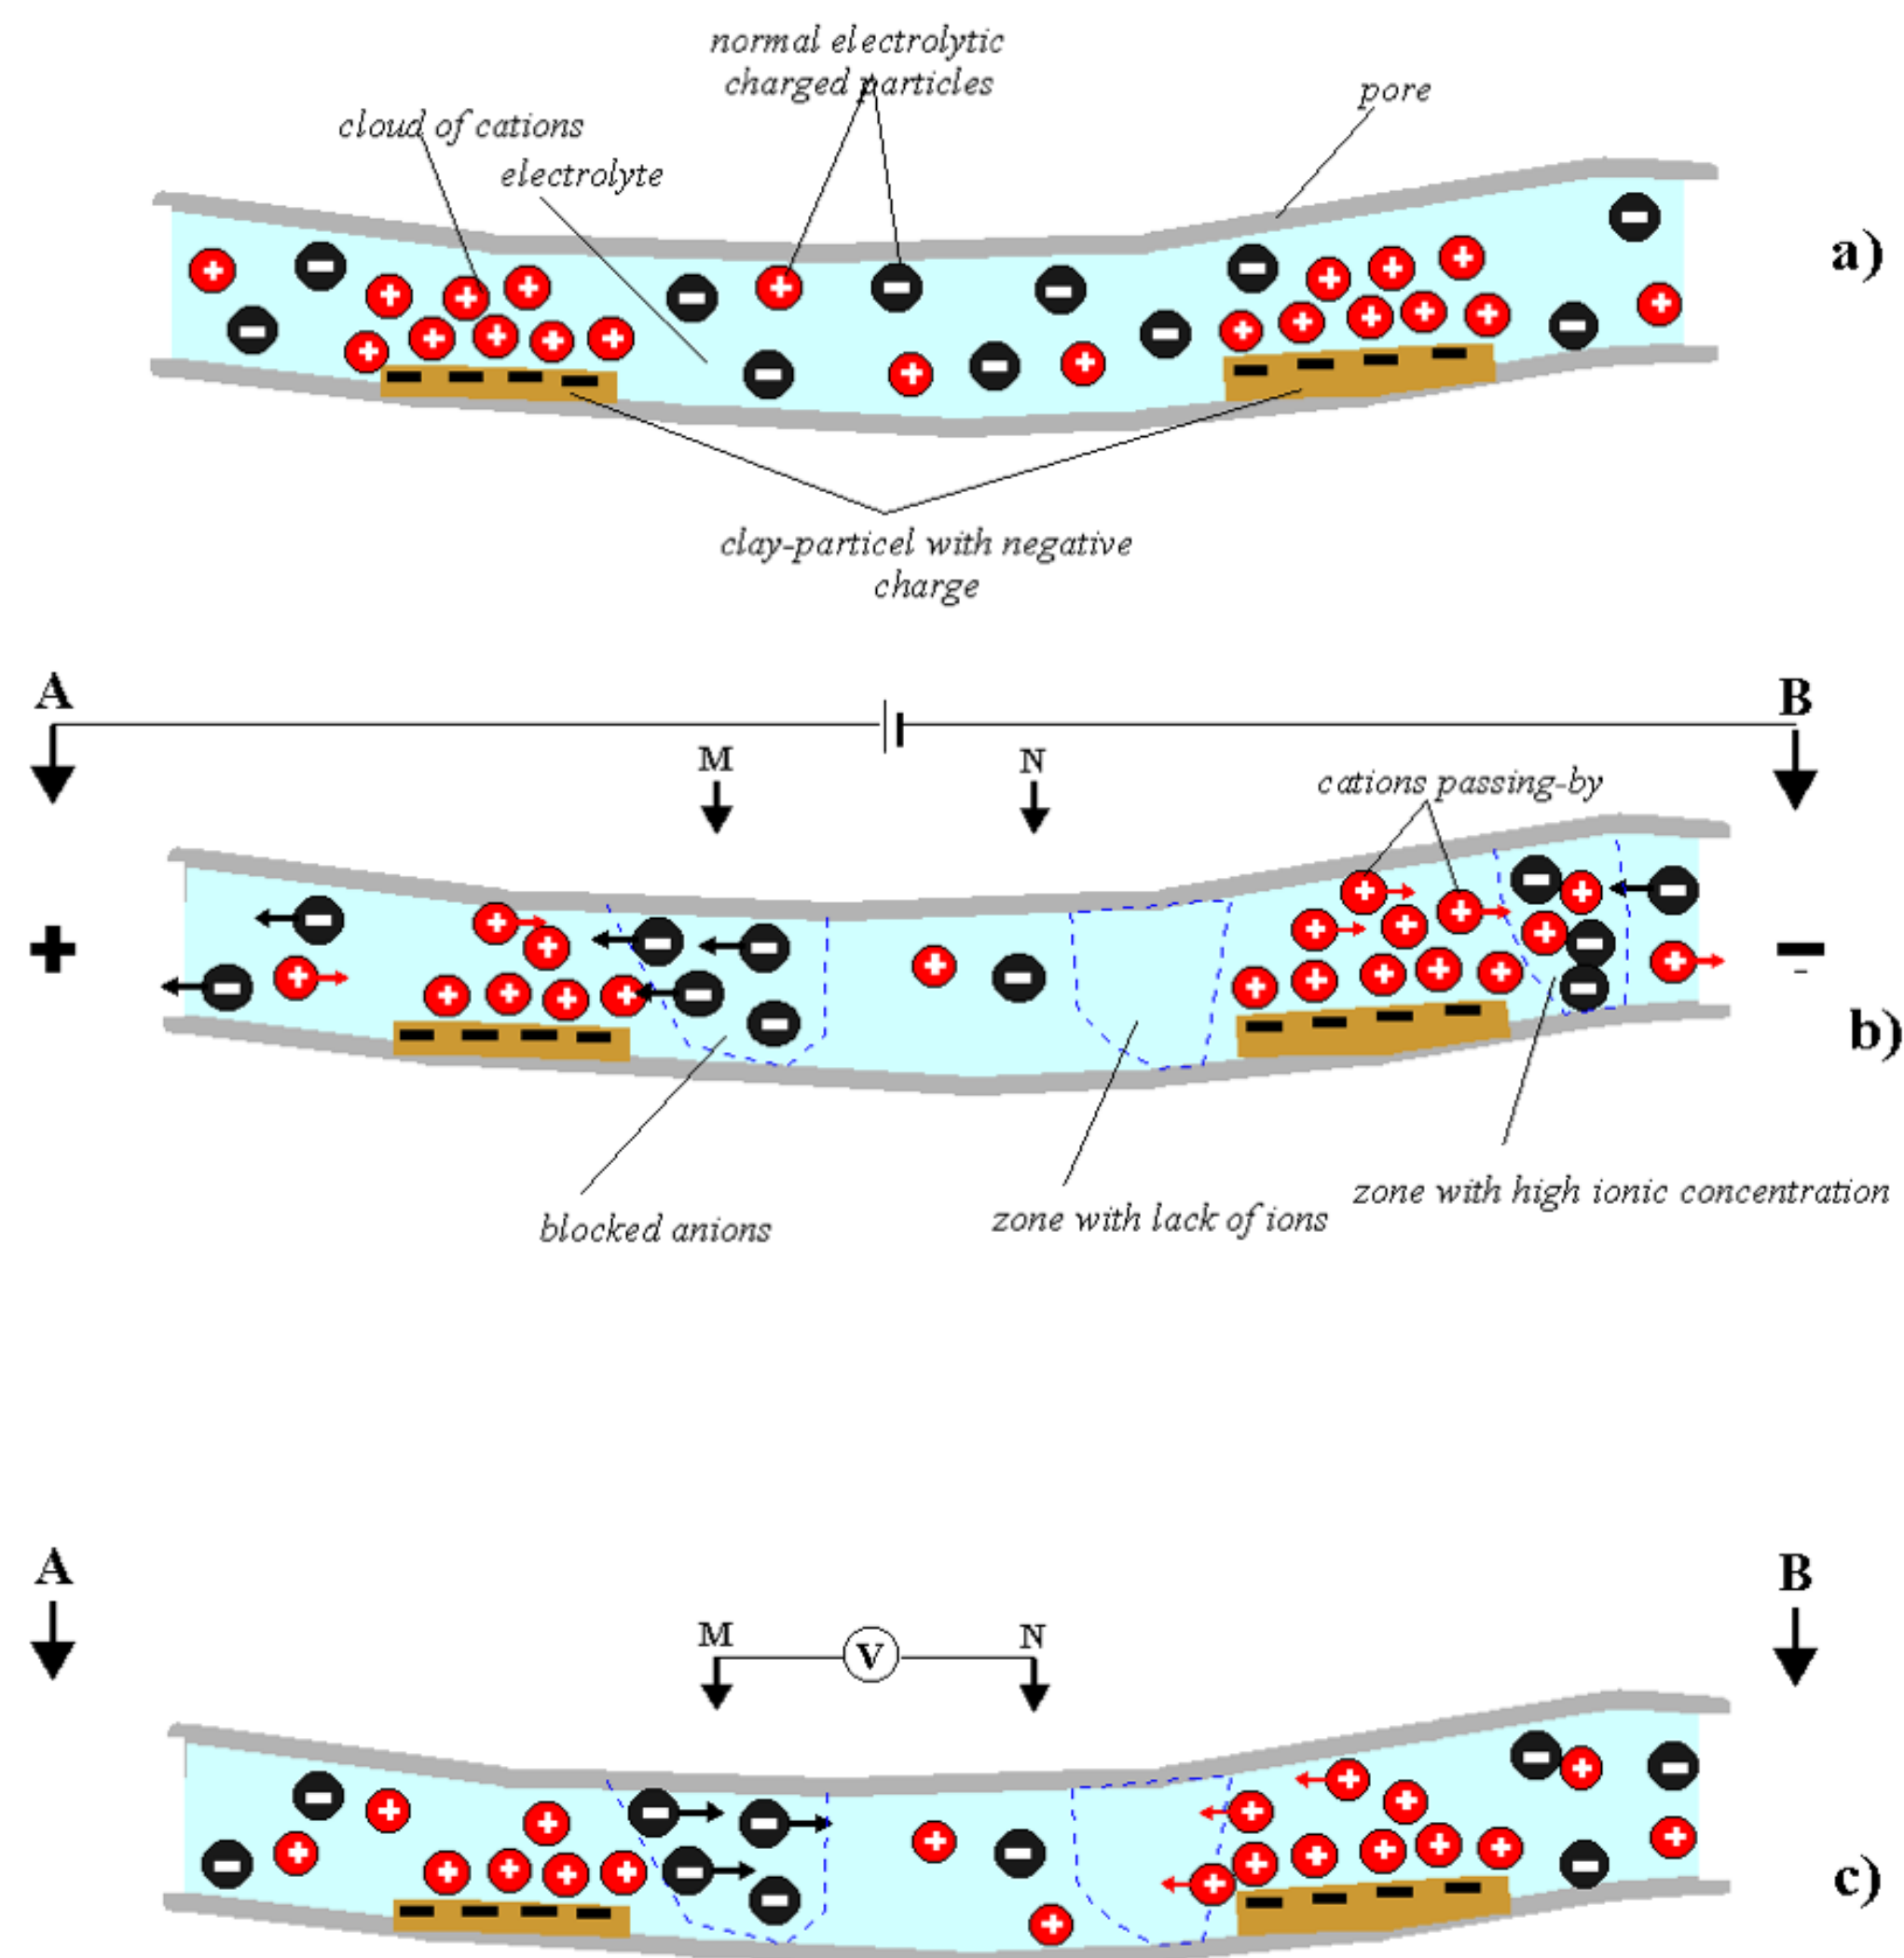 normal electrolytic
charged particles
pore
cloud of cations
electrolyte
a)
clay-particel with negative
charge
A
B
M
N
cations passing-by
+
−
b)
blocked anions
zone with lack of ions
zone with high ionic concentration
A
B
M
V
N
c)